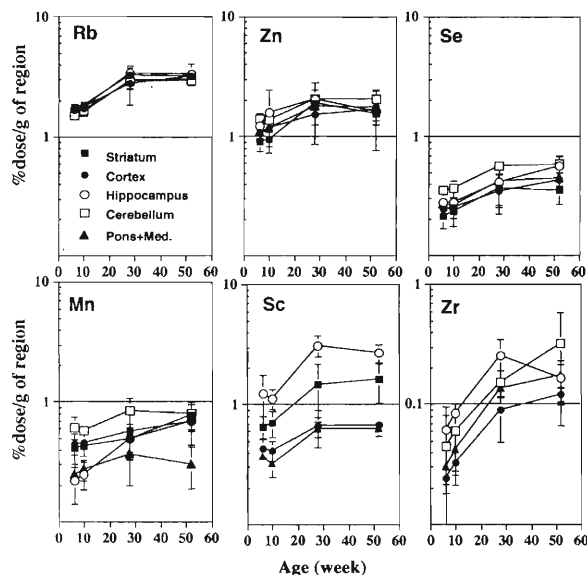 10
Rb
1
Striatum
Cortex
Hippocampus
Cerebellum
Pons+Med.
0 10 20 30 40 50 60
10
Zn
1
0 10 20 30 40 50 60
10
Se
1
0 10 20 30 40 50 60
%dose/g of region
10
Mn
1
0 10 20 30 40 50 60
10
Sc
1
0 10 20 30 40 50 60
1
Zr
0.1
0 10 20 30 40 50 60
%dose/g of region
Age (week)